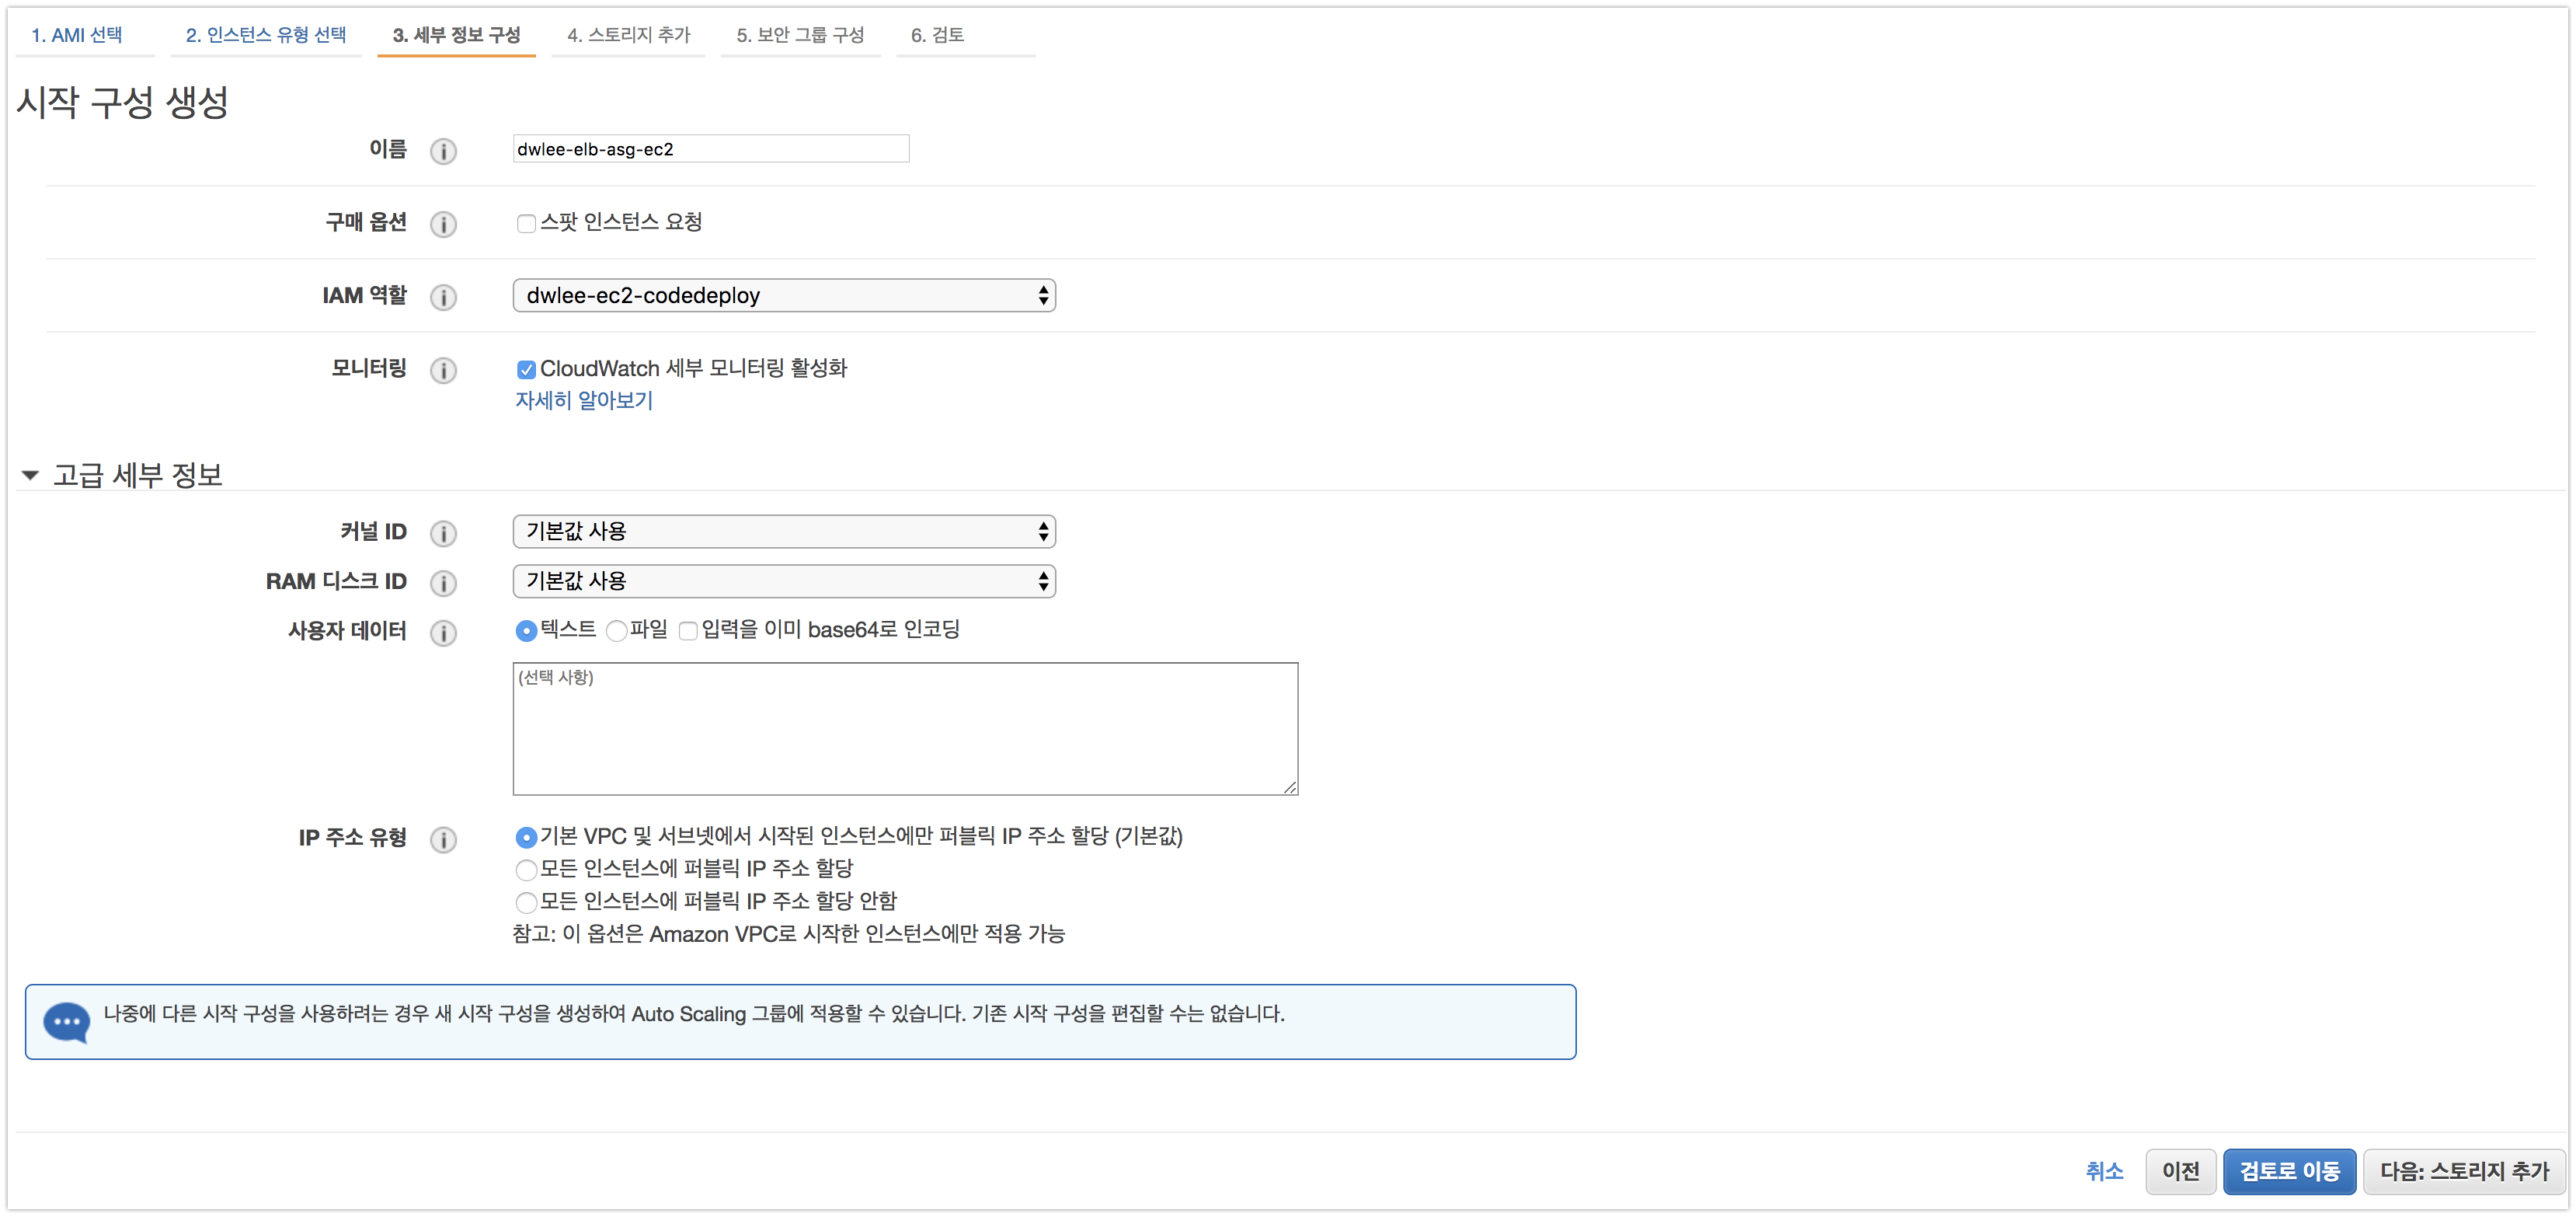 1. AMI 선택 2. 인스턴스 유형 선택 3. 세부 정보 구성 4. 스토리지 추가 5. 보안 그룹 구성 6. 검토
시작 구성 생성
이름 dwlee-elb-asg-ec2
구매 옵션 스팟 인스턴스 요청
IAM 역할 dwlee-ec2-codedeploy
모니터링 CloudWatch 세부 모니터링 활성화
자세히 알아보기
고급 세부 정보
커널 ID 기본값 사용
RAM 디스크 ID 기본값 사용
사용자 데이터 텍스트 파일 입력을 이미 base64로 인코딩
(선택 사항)
IP 주소 유형 기본 VPC 및 서브넷에서 시작된 인스턴스에만 퍼블릭 IP 주소 할당 (기본값)
모든 인스턴스에 퍼블릭 IP 주소 할당
모든 인스턴스에 퍼블릭 IP 주소 할당 안함
참고: 이 옵션은 Amazon VPC로 시작한 인스턴스에만 적용 가능
나중에 다른 시작 구성을 사용하려는 경우 새 시작 구성을 생성하여 Auto Scaling 그룹에 적용할 수 있습니다. 기존 시작 구성을 편집할 수는 없습니다.
취소 이전 검토로 이동 다음: 스토리지 추가